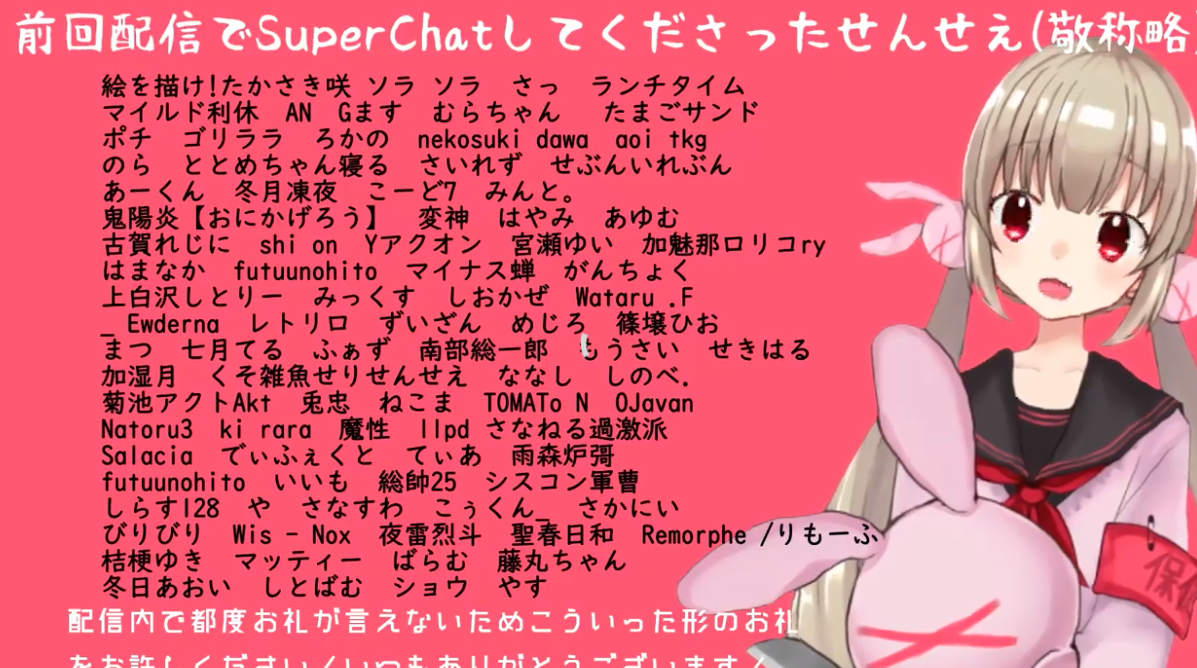 前回配信でSuperChatしてくださったせんせえ(敬称略)
絵を描け!たかさき咲 ソラ ソラ　さっ　ランチタイム
マイルド利休　AN　Gます　むらちゃん　たまごサンド
ポチ　ゴリララ　ろかの　nekosuki dawa　aoi tkg
のら　ととめちゃん寝る　さいれず　せぶんいれぶん
あーくん　冬月凍夜　こーど7　みんと。
鬼陽炎【おにかげろう】　変神　はやみ　あゆむ
古賀れじに　shi on　Yアクオン　宮瀬ゆい　加魅那ロリコry
はまなか　futuunohito　マイナス蝉　がんちょく
上白沢しとりー　みっくす　しおかぜ　Wataru .F
_ Ewderna　レトリロ　ずいざん　めじろ　篠壌ひお
まつ　七月てる　ふぁず　南部総一郎　もうさい　せきはる
加湿月　くそ雑魚せりせんせえ　ななし　しのべ.
菊池アクトAkt　兎忠　ねこま　TOMATo N　OJavan
Natoru3　ki rara　魔性　llpd さなねる過激派
Salacia　でぃふぇくと　てぃあ　雨森炉彁
futuunohito　いいも　総帥25　シスコン軍曹
しらす128　や　さなすわ　こぅくん_　さかにい
びりびり　Wis - Nox　夜雷烈斗　聖春日和　Remorphe /りもーふ
桔梗ゆき　マッティー　ばらむ　藤丸ちゃん
冬日あおい　しとばむ　ショウ　やす
配信内で都度お礼が言えないためこういった形のお礼
をお許しください
保